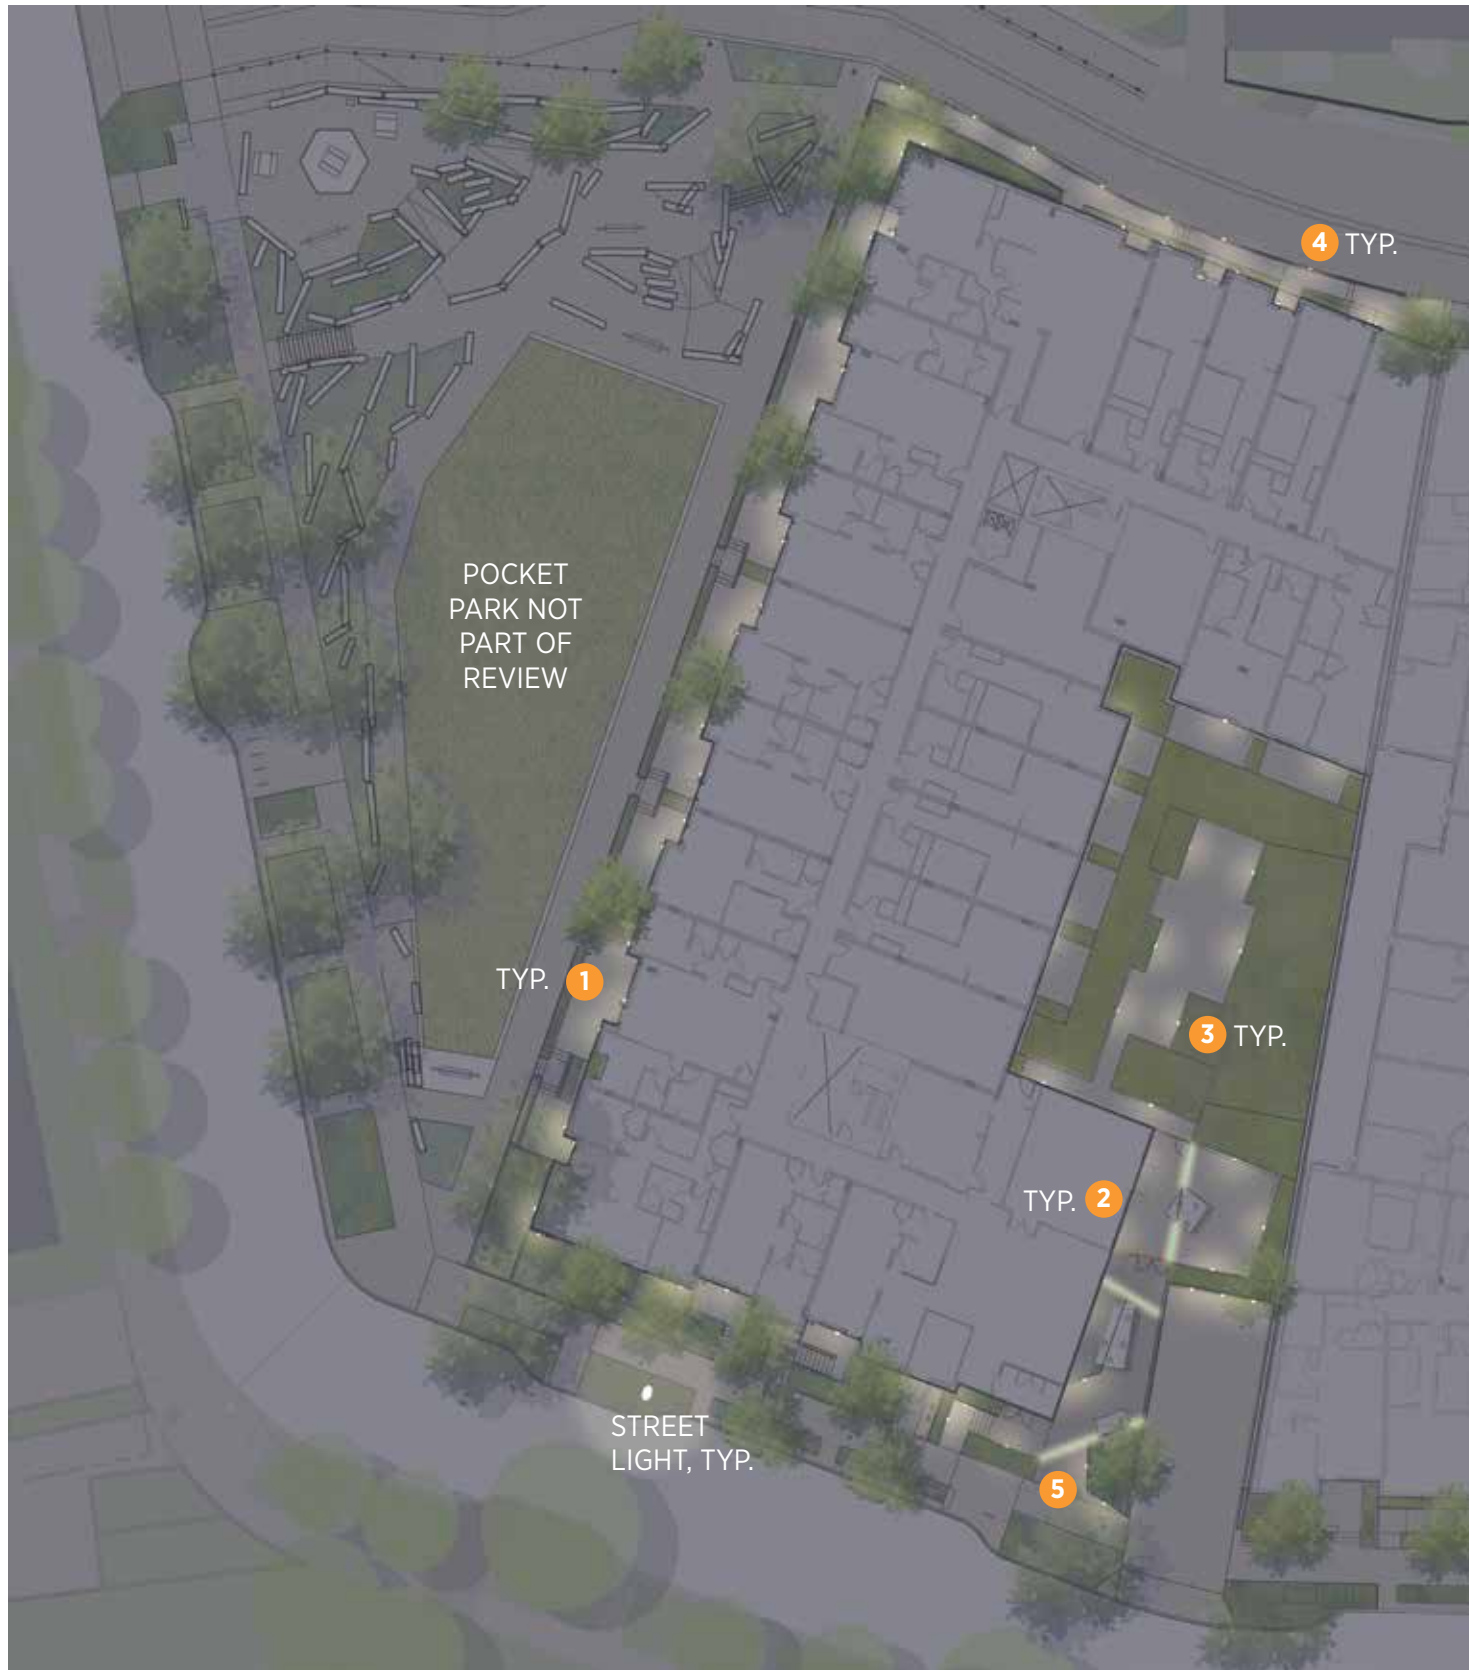 4 TYP.
POCKET
PARK NOT
PART OF
REVIEW
TYP. 1
3 TYP.
TYP. 2
STREET
LIGHT, TYP.
5